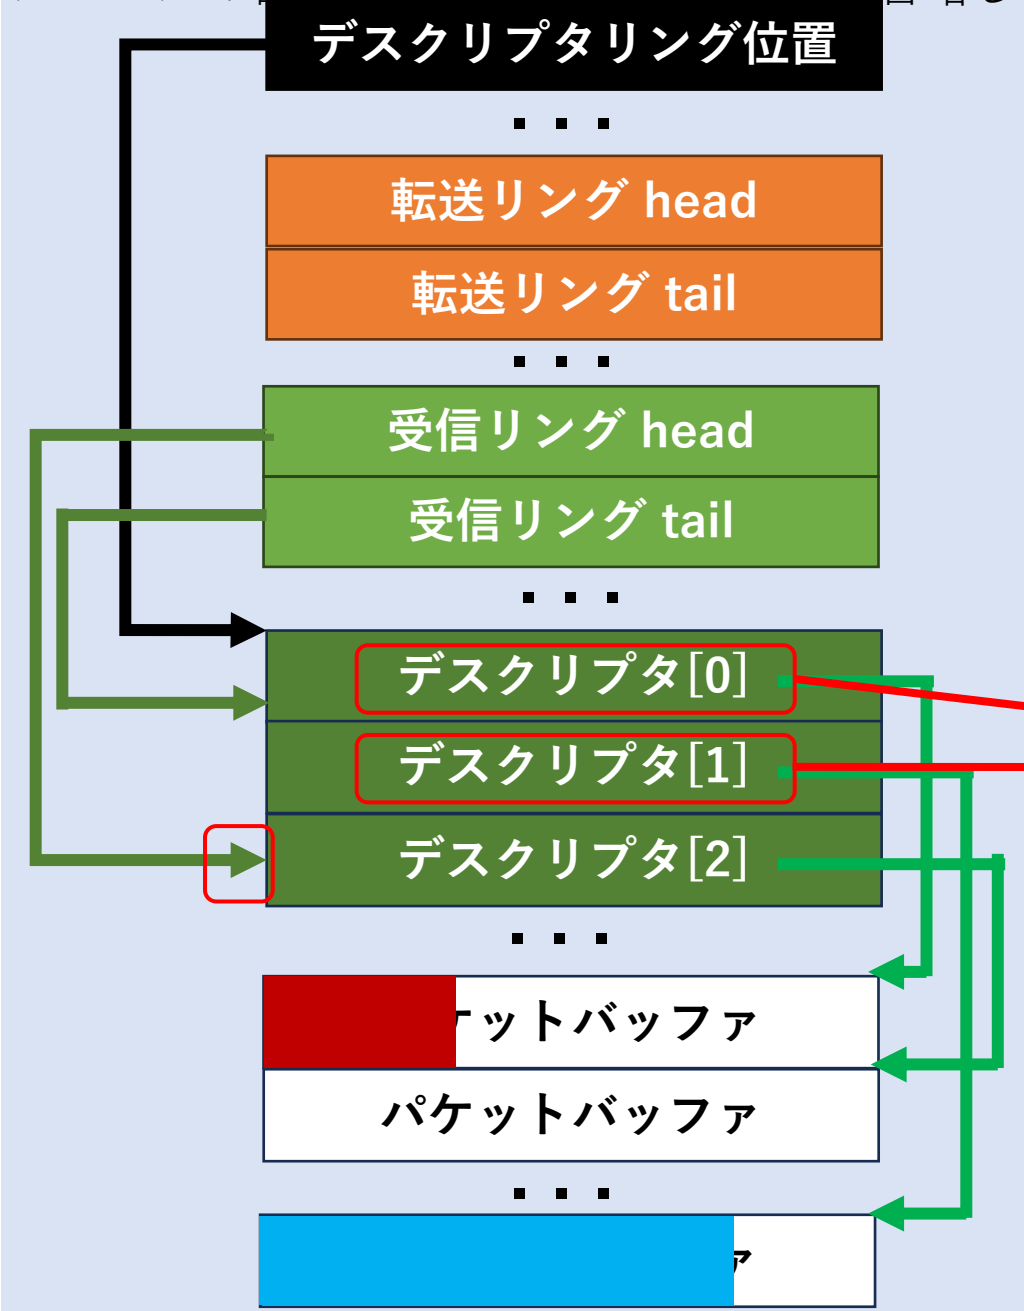 デスクリプタリング位置
...
転送リング head
転送リング tail
...
受信リング head
受信リング tail
...
デスクリプタ[0]
デスクリプタ[1]
デスクリプタ[2]
...
ケットバッファ
パケットバッファ
...
ァ